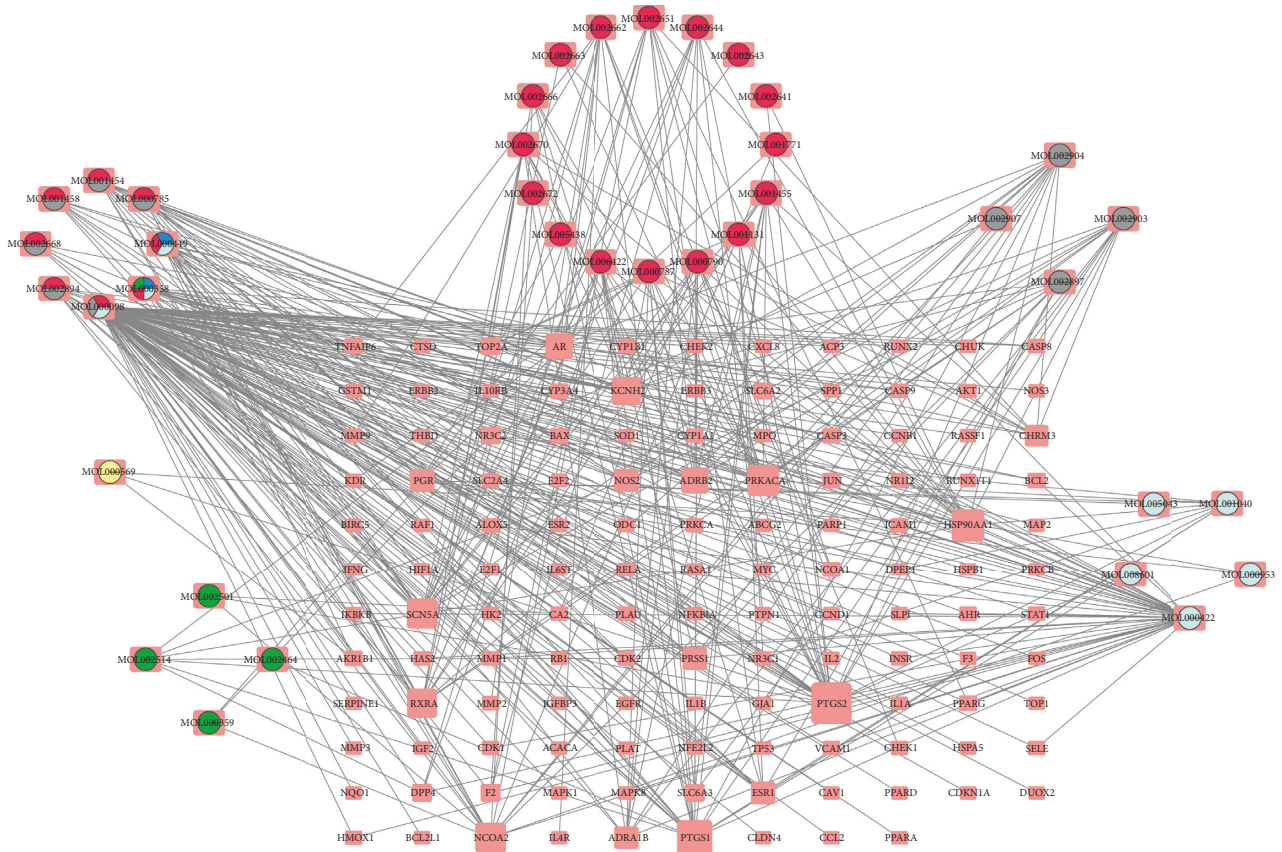 MOL002651
MOL002662
MOL002644
MOL002663
MOL002643
MOL002666
MOL002641
MOL002670
MOL001771
MOL002672
MOL001455
MOL005438
MOL001131
MOL006422
MOL000790
MOL000787
MOL001454
MOL001458
MOL000785
MOL002668
MOL000449
MOL002894
MOL000358
MOL000098
MOL002904
MOL002907
MOL002903
MOL002897
TNFAIP6 CTSD TOP2A AR CYP1B1 CHEK2 CXCL8 ACP3 RUNX2 CHUK CASP8
GSTM1 ERBB2 IL10RB CYP3A4 KCNH2 ERBB3 SLC6A2 SPP1 CASP9 AKT1 NOS3
MMP9 THBD NR3C2 BAX SOD1 CYP1A1 MPO CASP3 CCNB1 RASSF1 CHRM3
MOL000569
KDR PGR SLC2A4 E2F2 NOS2 ADRB2 PRKACA JUN NR1I2 RUNX1T1 BCL2
MOL005043
MOL001040
BIRC5 RAF1 ALOX5 ESR2 ODC1 PRKCA ABCG2 PARP1 ICAM1 HSP90AA1 MAP2
IFNG HIF1A E2F1 IL6ST RELA RASA1 MYC NCOA1 DPEP1 HSPB1 PRKCB
MOL008601
MOL000953
MOL002501
IKBKB SCN5A HK2 CA2 PLAU NFKBIA PTPN1 CCND1 SLPI AHR STAT1
MOL000422
MOL002514
MOL002464
AKR1B1 HAS2 MMP1 RB1 CDK2 PRSS1 NR3C1 IL2 INSR F3 FOS
SERPINE1 RXRA MMP2 IGFBP3 EGFR IL1B GJA1 PTGS2 IL1A PPARG TOP1
MOL000359
MMP3 IGF2 CDK1 ACACA PLAT NFE2L2 TP53 VCAM1 CHEK1 HSPA5 SELE
NQO1 DPP4 F2 MAPK1 MAPK8 SLC6A3 ESR1 CAV1 PPARD CDKN1A DUOX2
HMOX1 BCL2L1 NCOA2 IL4R ADRA1B PTGS1 CLDN4 CCL2 PPARA